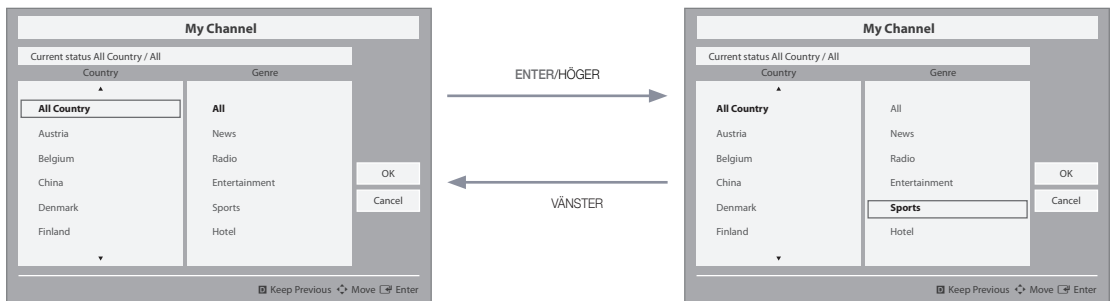 My Channel
Current status All Country / All
Country Genre
All Country All
Austria News
Belgium Radio
China Entertainment
Denmark Sports
Finland Hotel
OK
Cancel
Keep Previous Move Enter
ENTER/HÖGER
VÄNSTER
My Channel
Current status All Country / All
Country Genre
All Country All
Austria News
Belgium Radio
China Entertainment
Denmark Sports
Finland Hotel
OK
Cancel
Keep Previous Move Enter